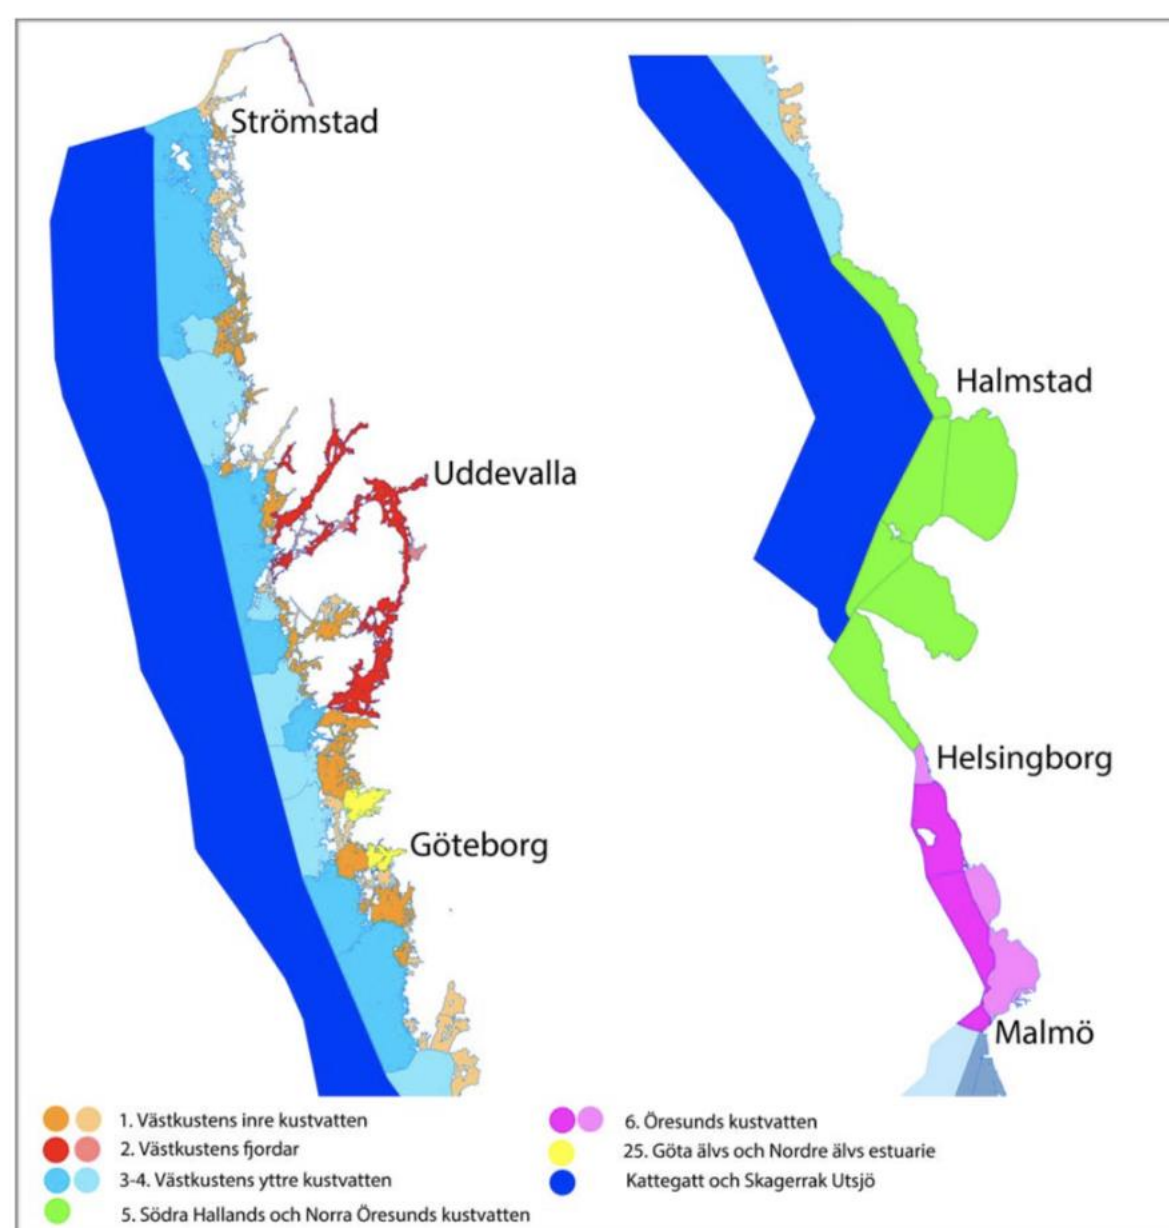 Strömstad
Uddevalla
Göteborg
Halmstad
Helsingborg
Malmö
1. Västkustens inre kustvatten
2. Västkustens fjordar
3-4. Västkustens yttre kustvatten
5. Södra Hallands och Norra Öresunds kustvatten
6. Öresunds kustvatten
25. Göta älvs och Nordre älvs estuarie
Kattegatt och Skagerrak Utsjö